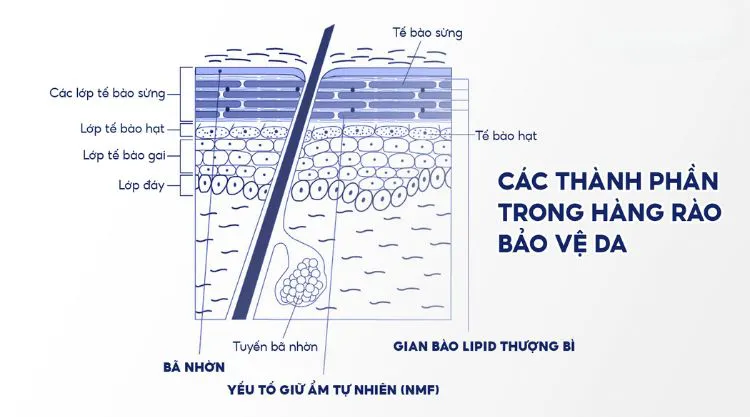 Tế bào sừng
Các lớp tế bào sừng
Lớp tế bào hạt
Tế bào hạt
Lớp tế bào gai
Lớp đáy
CÁC THÀNH PHẦN
TRONG HÀNG RÀO
BẢO VỆ DA
Tuyến bã nhờn
GIAN BÀO LIPID THƯỢNG BÌ
BÃ NHỜN
YẾU TỐ GIỮ ẨM TỰ NHIÊN (NMF)